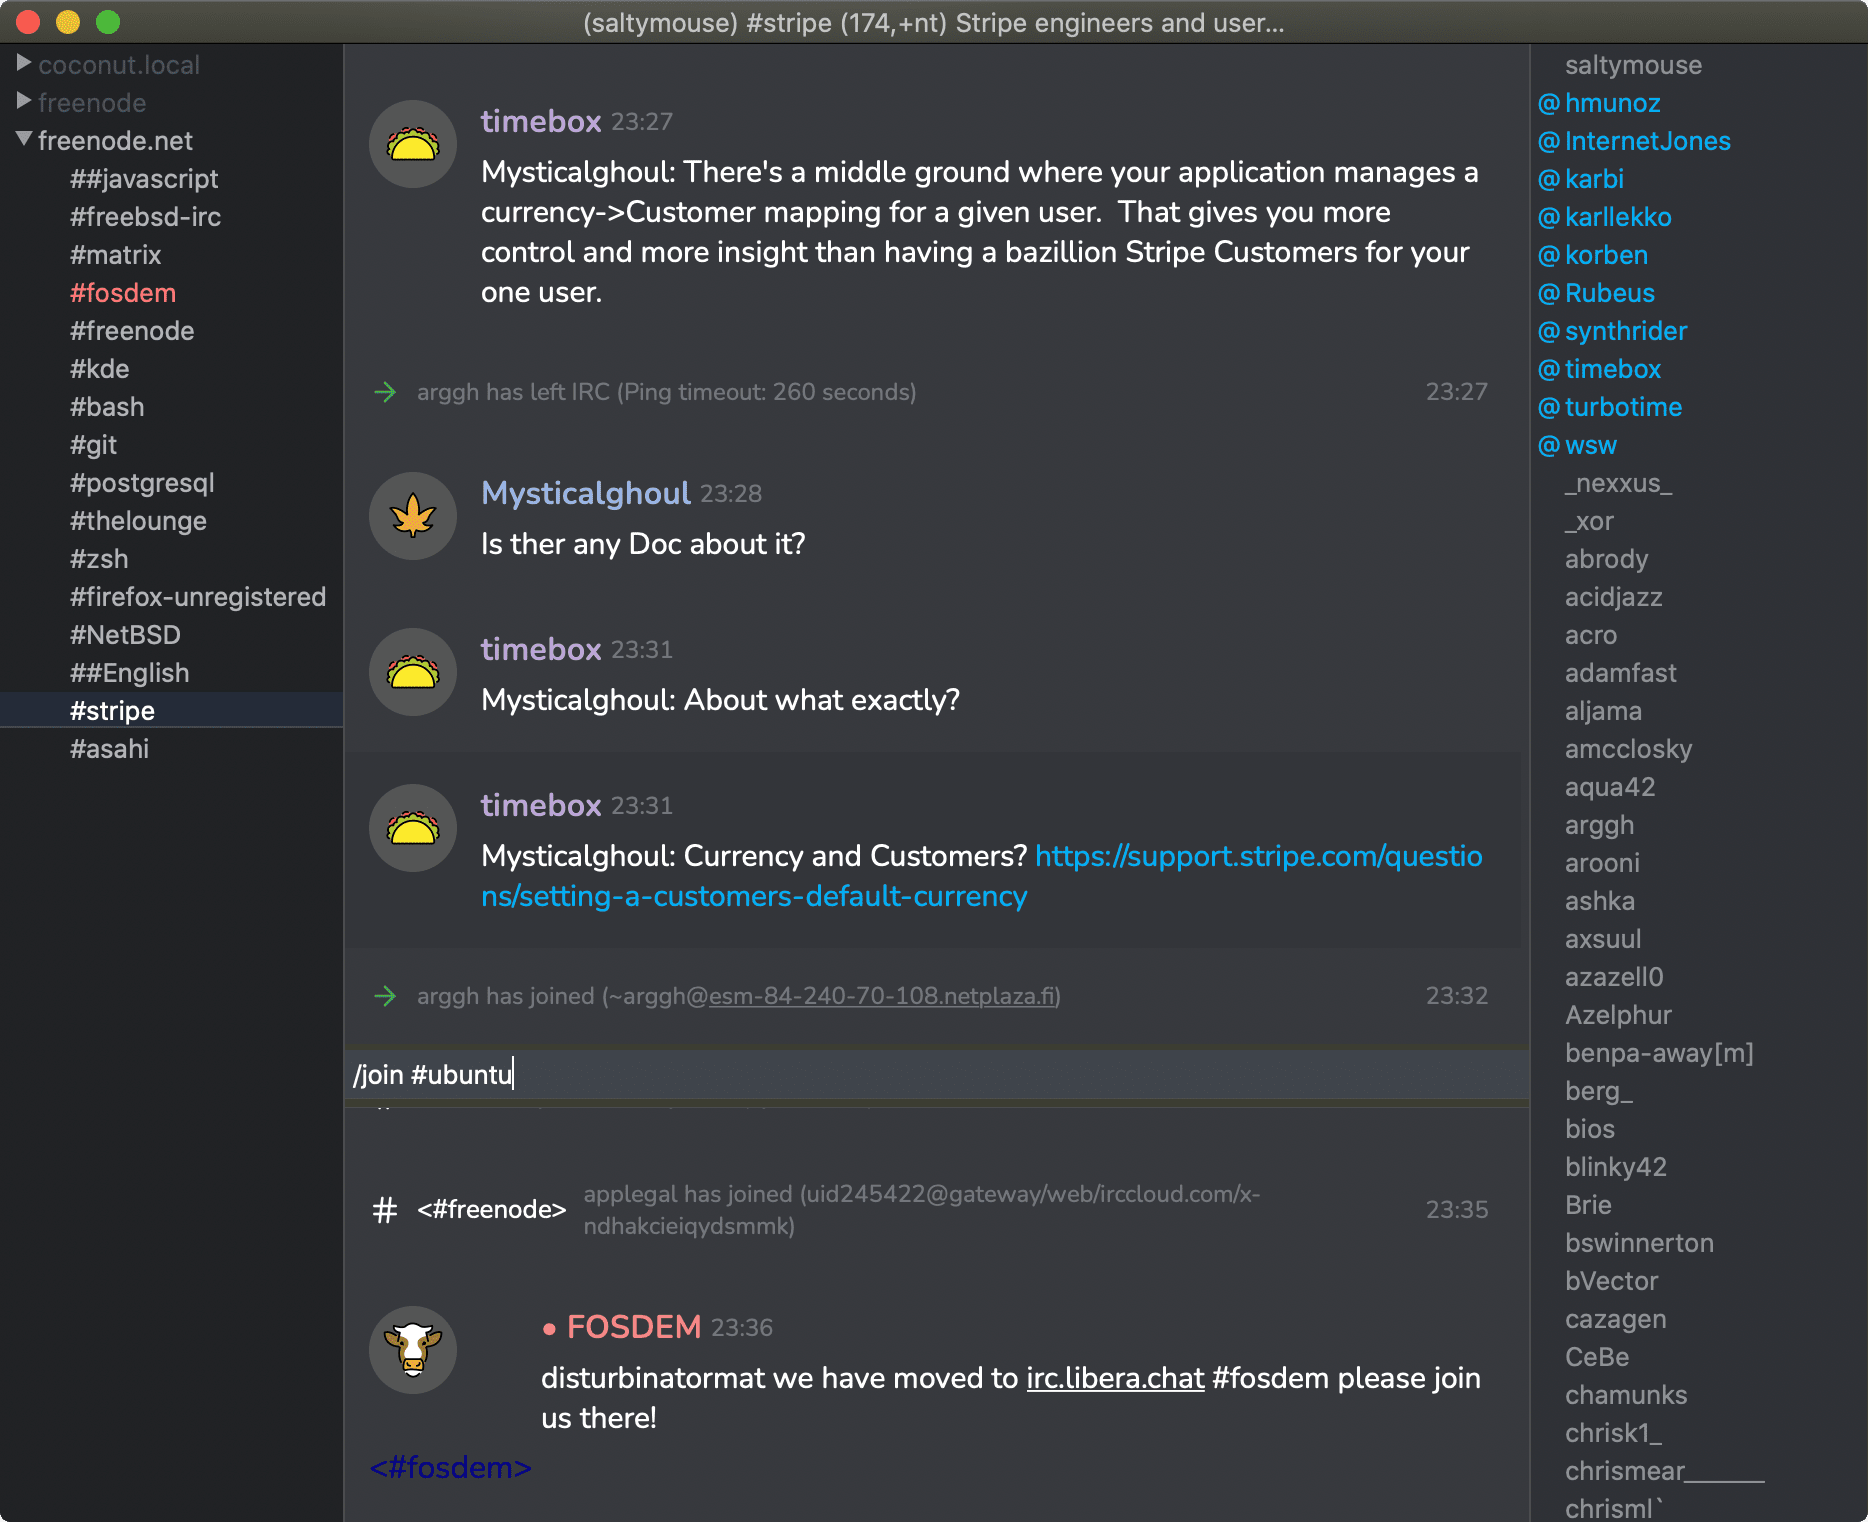 (saltymouse) #stripe (174,+nt) Stripe engineers and user...
coconut.local
freenode
freenode.net
##javascript
#freebsd-irc
#matrix
#fosdem
#freenode
#kde
#bash
#git
#postgresql
#thelounge
#zsh
#firefox-unregistered
#NetBSD
##English
#stripe
#asahi
timebox 23:27
Mysticalghoul: There's a middle ground where your application manages a
currency->Customer mapping for a given user.  That gives you more
control and more insight than having a bazillion Stripe Customers for your
one user.
arggh has left IRC (Ping timeout: 260 seconds) 23:27
Mysticalghoul 23:28
Is ther any Doc about it?
timebox 23:31
Mysticalghoul: About what exactly?
timebox 23:31
Mysticalghoul: Currency and Customers? https://support.stripe.com/questio
ns/setting-a-customers-default-currency
arggh has joined (~arggh@esm-84-240-70-108.netplaza.fi) 23:32
/join #ubuntu
# <#freenode> applegal has joined (uid245422@gateway/web/irccloud.com/x- 23:35
ndhakcieiqydsmmk)
• FOSDEM 23:36
disturbinatormat we have moved to irc.libera.chat #fosdem please join
us there!
<#fosdem>
saltymouse
@hmunoz
@InternetJones
@karbi
@karllekko
@korben
@Rubeus
@synthrider
@timebox
@turbotime
@wsw
_nexxus_
_xor
abrody
acidjazz
acro
adamfast
aljama
amcclosky
aqua42
arggh
arooni
ashka
axsuul
azazell0
Azelphur
benpa-away[m]
berg_
bios
blinky42
Brie
bswinnerton
bVector
cazagen
CeBe
chamunks
chrisk1_
chrismear______
chrisml`